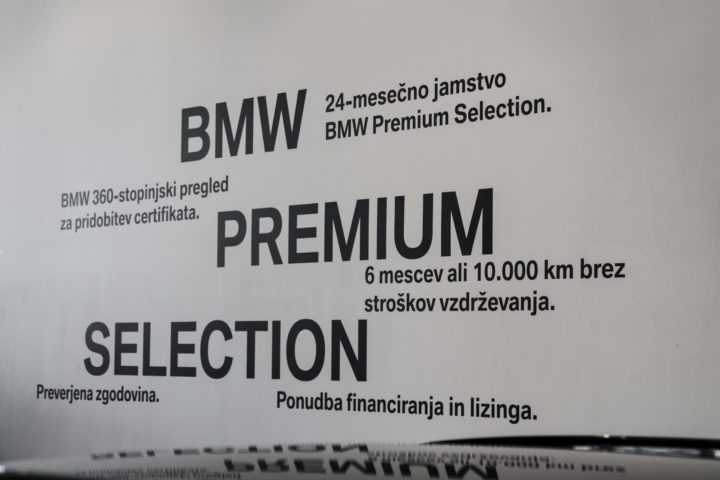 BMW
24-mesečno jamstvo
BMW Premium Selection.
BMW 360-stopinjski pregled
za pridobitev certifikata.
PREMIUM
6 mescev ali 10.000 km brez
stroškov vzdrževanja.
SELECTION
Preverjena zgodovina.
Ponudba financiranja in lizinga.